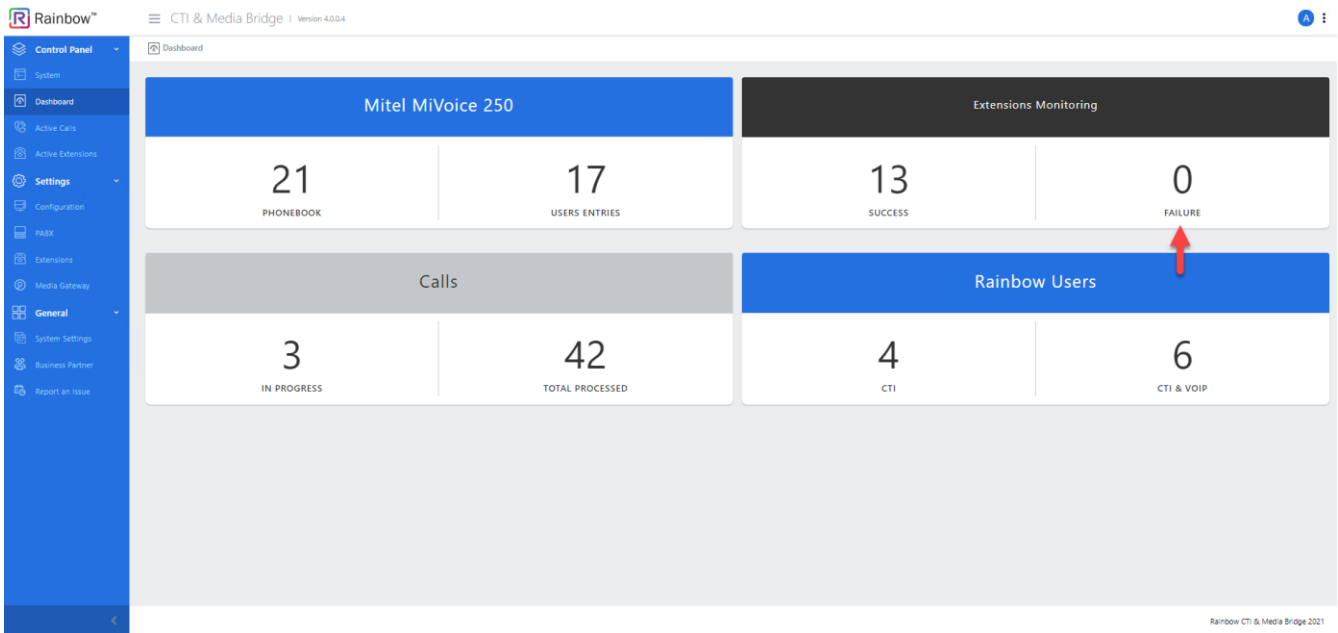 Rainbow™
CTI & Media Bridge | Version 4.0.0.4
A
Control Panel
System
Dashboard
Active Calls
Active Extensions
Settings
Configuration
PABX
Extensions
Media Gateway
General
System Settings
Business Partner
Report an issue
Dashboard
Mitel MiVoice 250
21
PHONEBOOK
17
USERS ENTRIES
Extensions Monitoring
13
SUCCESS
0
FAILURE
Calls
3
IN PROGRESS
42
TOTAL PROCESSED
Rainbow Users
4
CTI
6
CTI & VOIP
Rainbow CTI & Media Bridge 2021